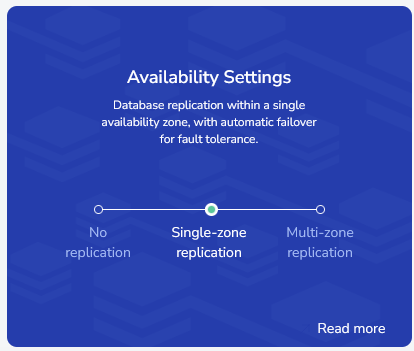 Availability Settings
Database replication within a single
availability zone, with automatic failover
for fault tolerance.
No
replication
Single-zone
replication
Multi-zone
replication
Read more